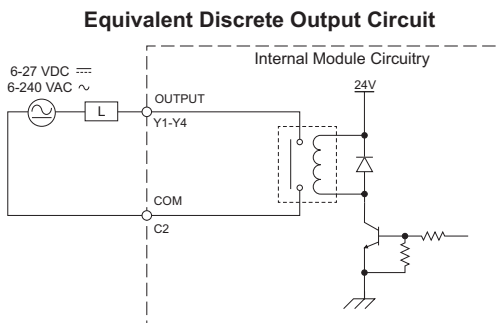 Equivalent Discrete Output Circuit
Internal Module Circuitry
6-27 VDC ⎓
6-240 VAC ∼
24V
L
OUTPUT
Y1-Y4
COM
C2